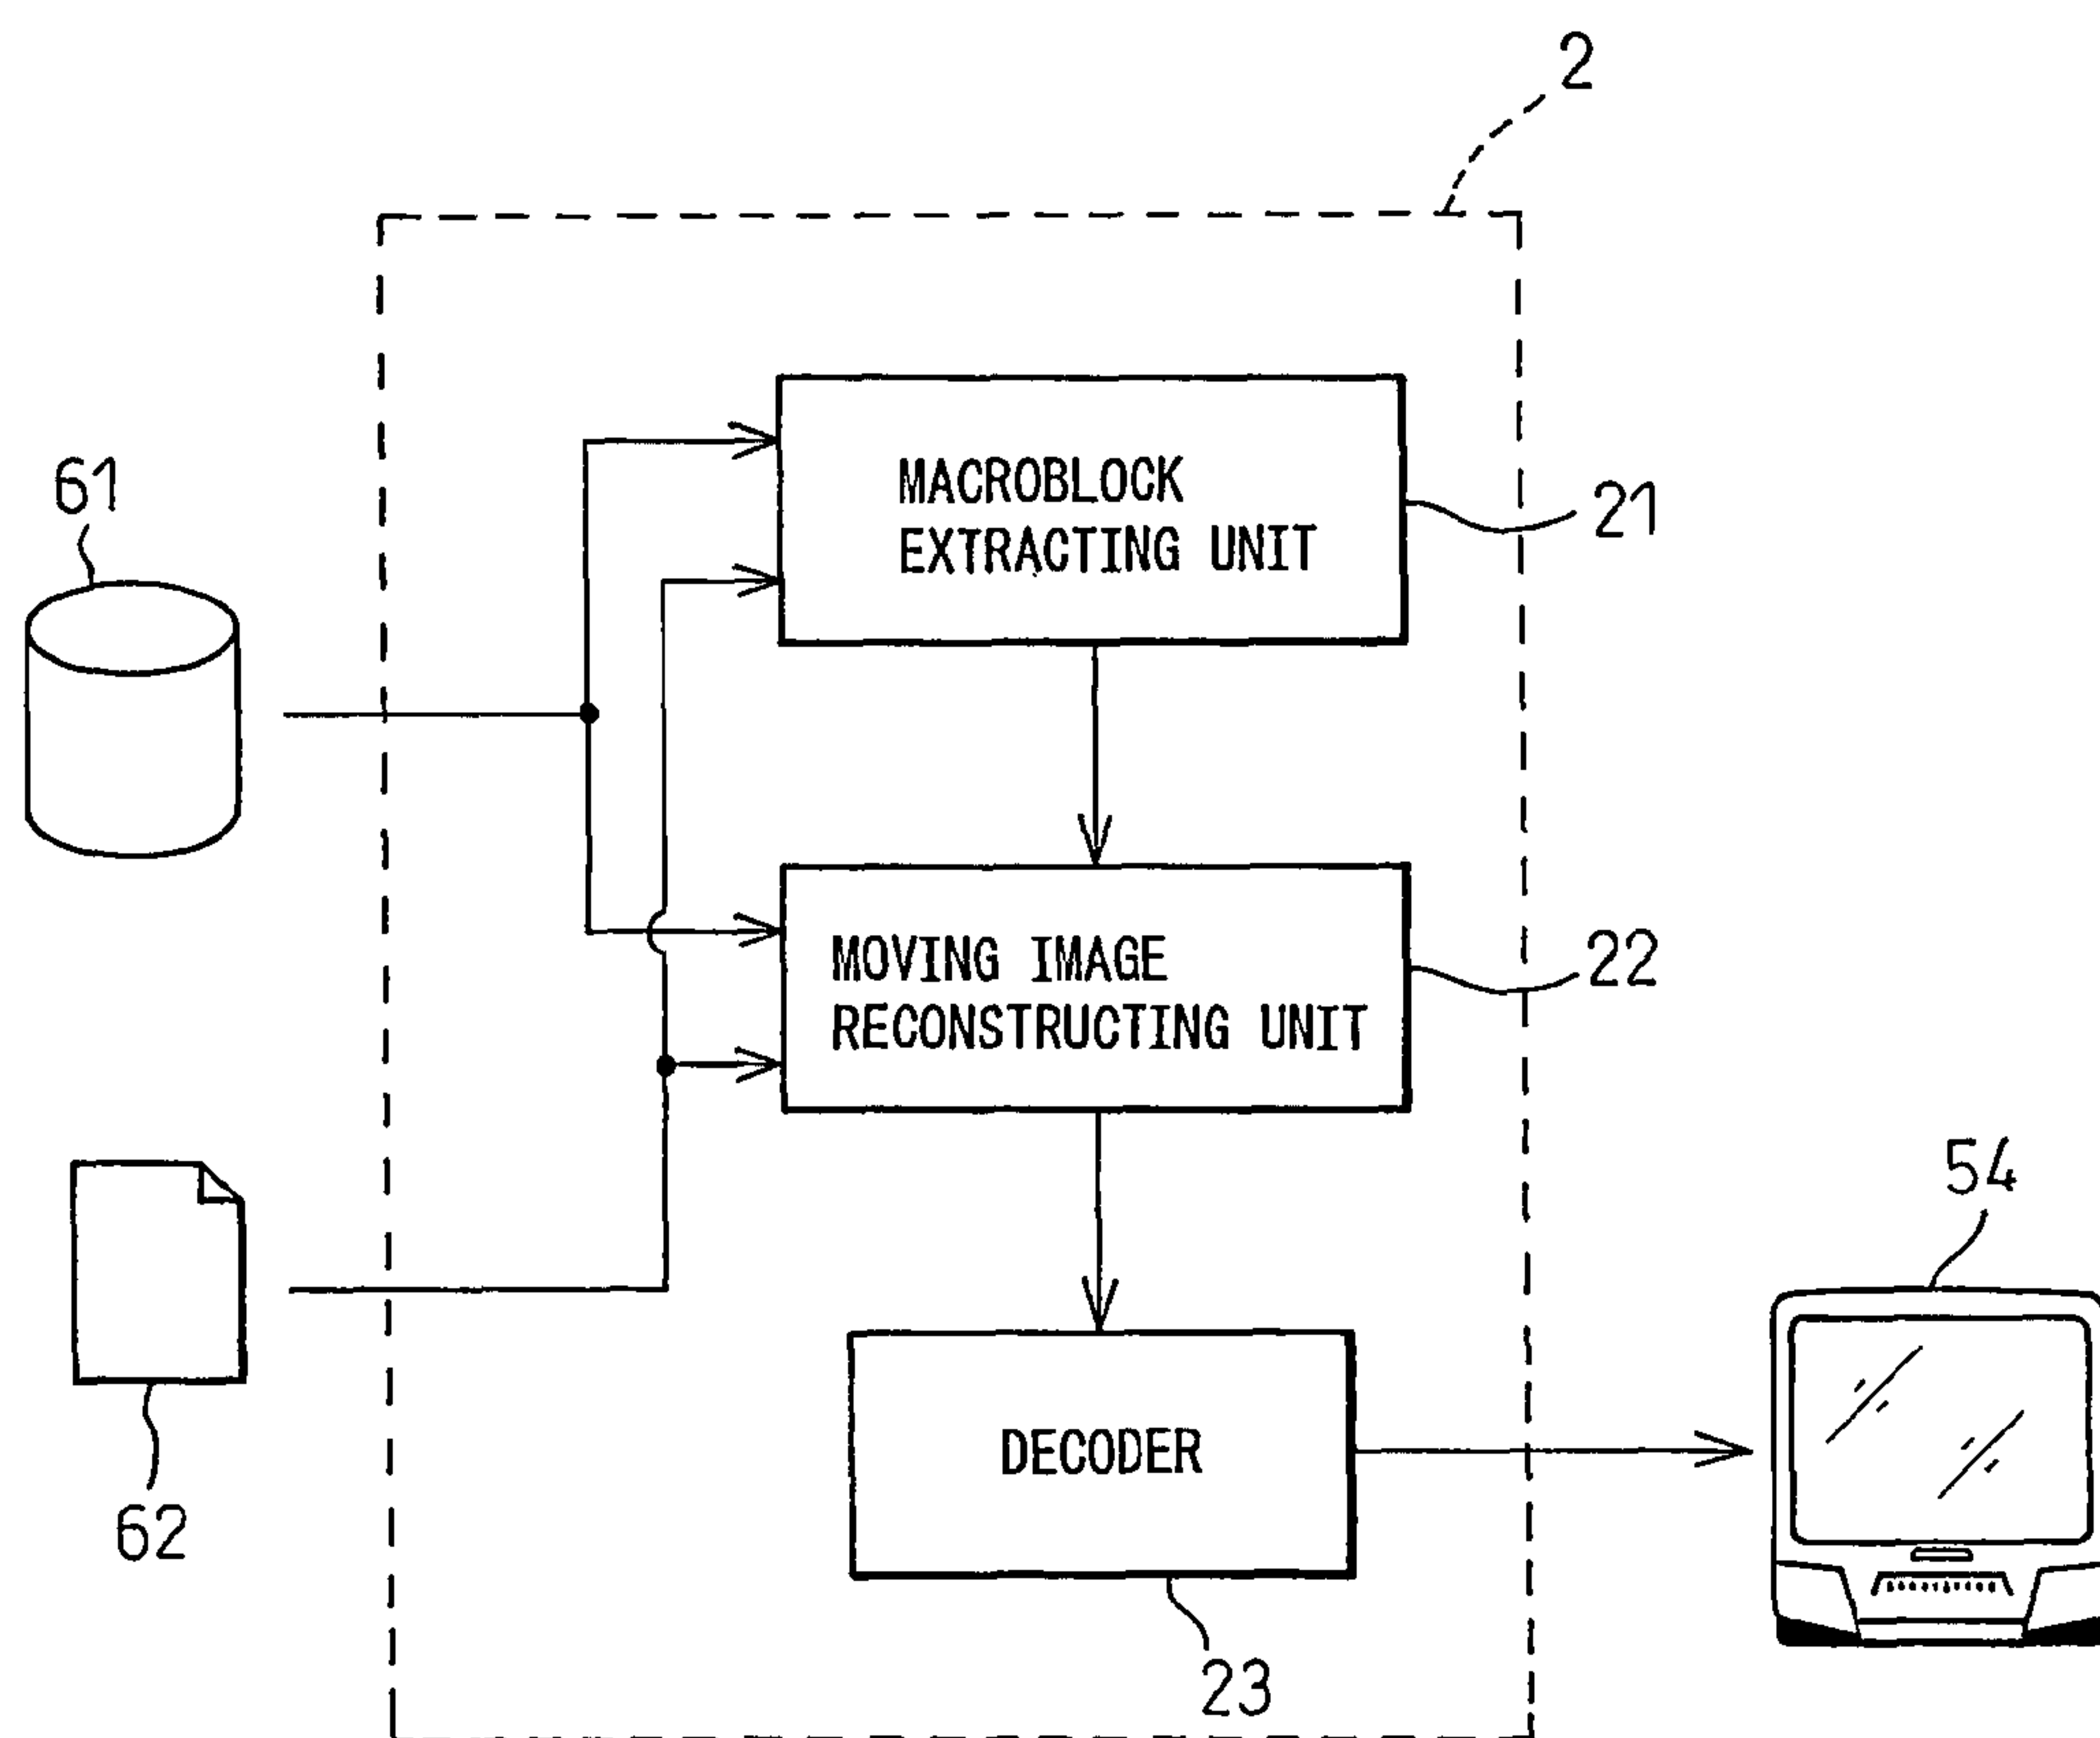 2
61
MACROBLOCK
EXTRACTING UNIT
21
MOVING IMAGE
RECONSTRUCTING UNIT
22
54
62
DECODER
23